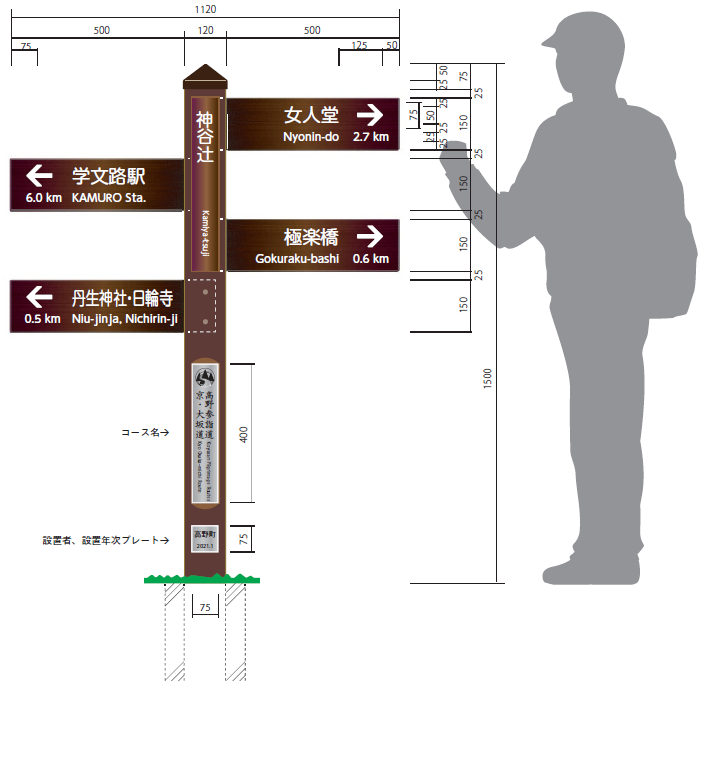 1120
500
120
500
75
125
50
女人堂
Nyonin-do 2.7 km
神谷辻
Kamiya-tsuji
学文路駅
6.0 km KAMURO Sta.
極楽橋
Gokuraku-bashi 0.6 km
丹生神社・日輪寺
0.5 km Niu-jinja, Nichirin-ji
50
25
75
25
75
50
25
25
25
25
150
25
150
25
150
25
150
1500
コース名→
高野参詣道
京・大坂道
400
設置者、設置年次プレート→
高野町
2021.1
75
75